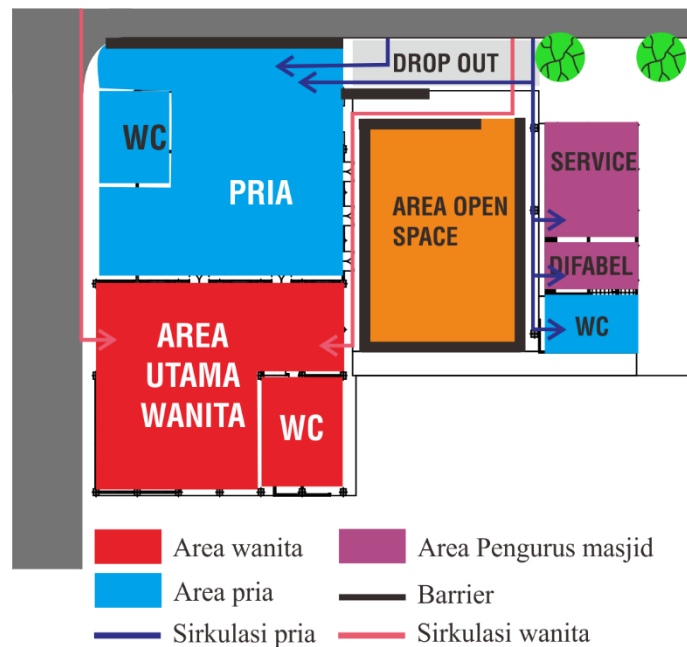 DROP OUT
WC
SERVICE
PRIA
AREA OPEN
SPACE
DIFABEL
WC
AREA
UTAMA
WANITA
WC
Area wanita
Area Pengurus masjid
Area pria
Barrier
Sirkulasi pria
Sirkulasi wanita